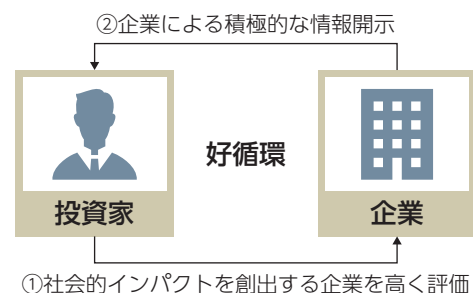 ②企業による積極的な情報開示
好循環
投資家
企業
①社会的インパクトを創出する企業を高く評価